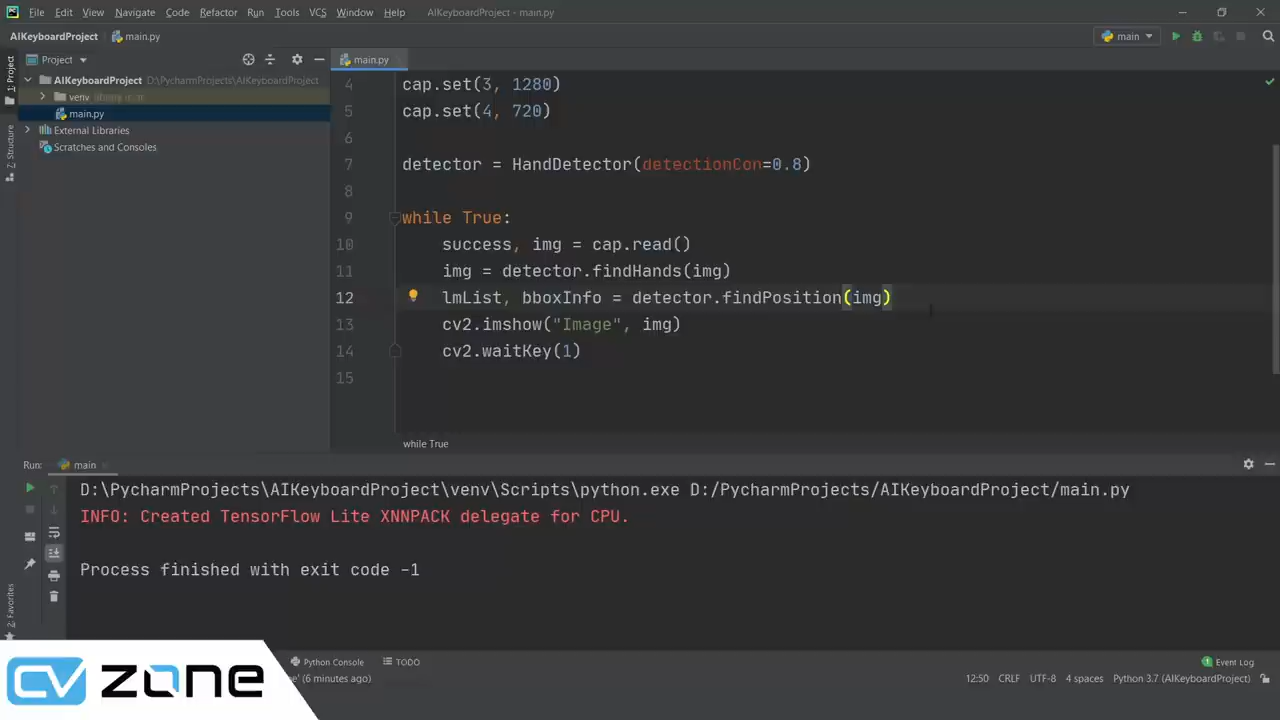 File Edit View Navigate Code Refactor Run Tools VCS Window Help AIKeyboardProject - main.py
AIKeyboardProject main.py main
Project main.py
1: Project
AIKeyboardProject D:\PycharmProjects\AIKeyboardProject
venv
main.py
External Libraries
Scratches and Consoles
Z: Structure
4 cap.set(3, 1280)
5 cap.set(4, 720)
6
7 detector = HandDetector(detectionCon=0.8)
8
9 while True:
10 success, img = cap.read()
11 img = detector.findHands(img)
12 lmList, bboxInfo = detector.findPosition(img)
13 cv2.imshow("Image", img)
14 cv2.waitKey(1)
15
while True
Run: main
D:\PycharmProjects\AIKeyboardProject\venv\Scripts\python.exe D:/PycharmProjects/AIKeyboardProject/main.py
INFO: Created TensorFlow Lite XNNPACK delegate for CPU.
Process finished with exit code -1
2: Favorites
Python Console TODO Event Log
(6 minutes ago) 12:50 CRLF UTF-8 4 spaces Python 3.7 (AIKeyboardProject)
CV zone